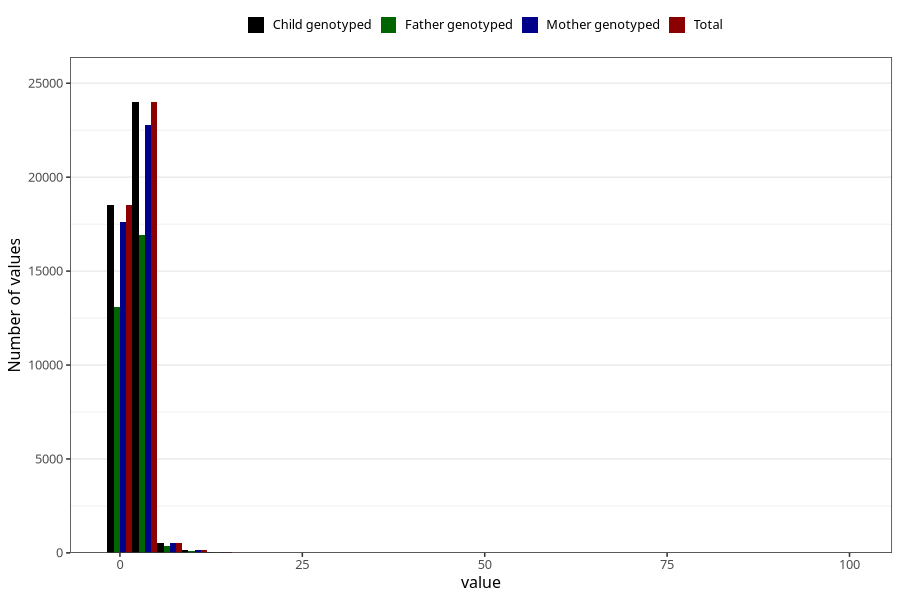 Child genotyped Father genotyped Mother genotyped Total
Number of values
25000
20000
15000
10000
5000
0
0 25 50 75 100
value